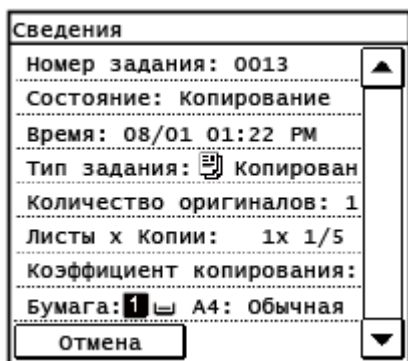 Сведения
Номер задания: 0013
Состояние: Копирование
Время: 08/01 01:22 PM
Тип задания: Копирован
Количество оригиналов: 1
Листы x Копии: 1x 1/5
Коэффициент копирования:
Бумага: 1 A4: Обычная
Отмена